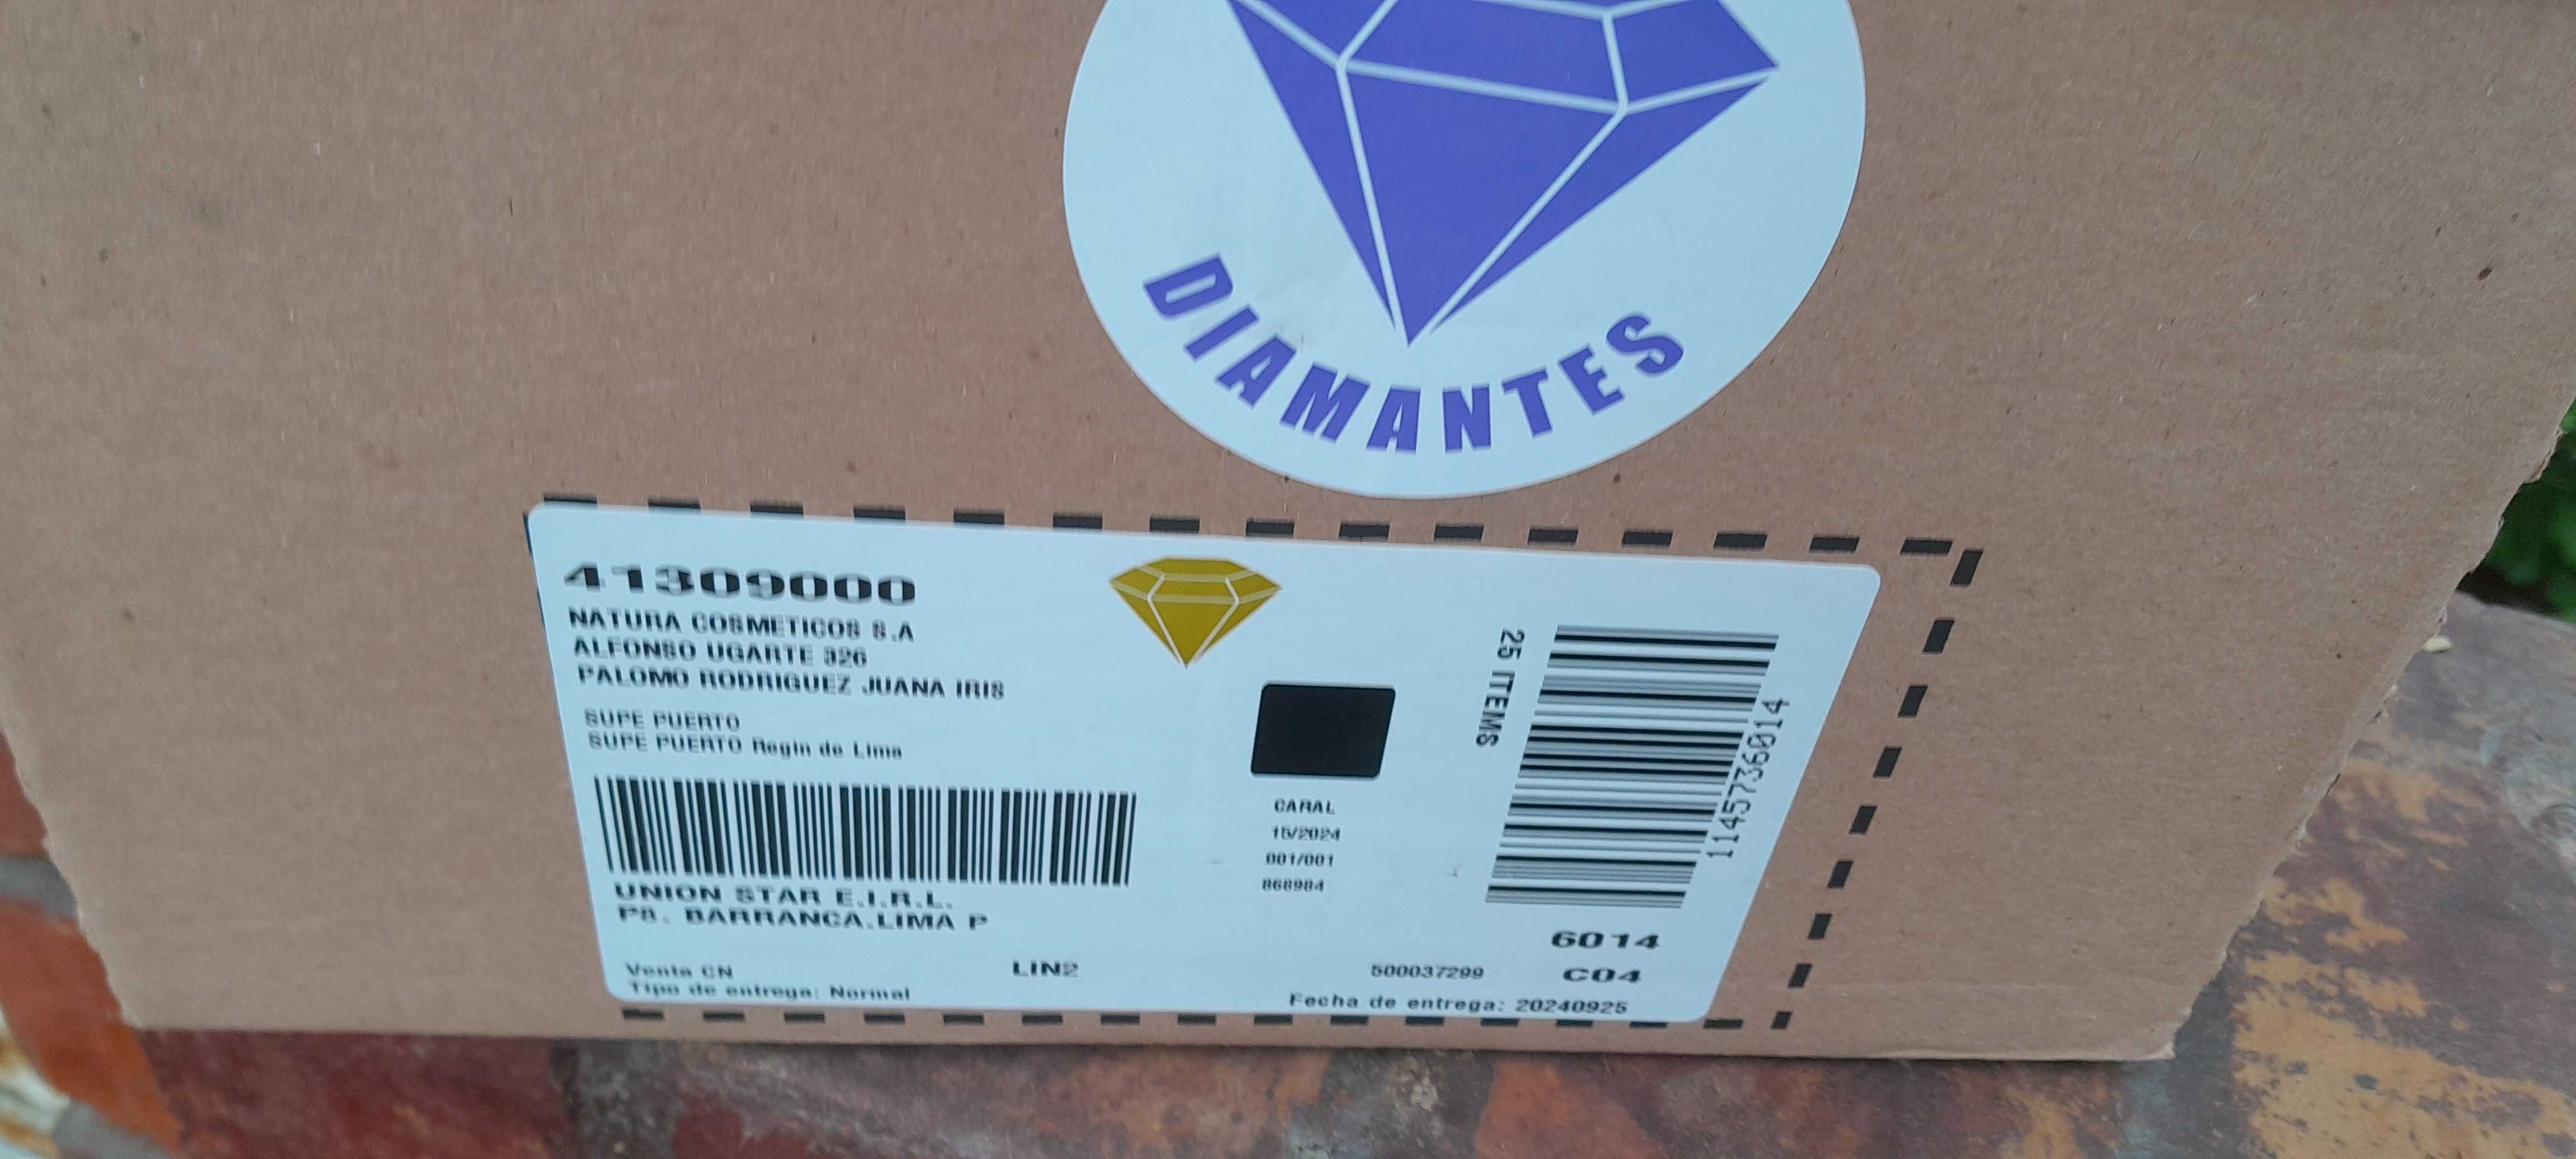 DIAMANTES
41309000
NATURA COSMETICOS S.A
ALFONSO UGARTE 326
PALOMO RODRIGUEZ JUANA IRIS
SUPE PUERTO
SUPE PUERTO Regin de Lima
UNION STAR E.I.R.L.
PS. BARRANCA.LIMA P
Venta CN
LIN2
Tipo de entrega: Normal
CARAL
15/2024
001/001
868984
25 ITEMS
1145736014
6014
500037299
C04
Fecha de entrega: 20240925